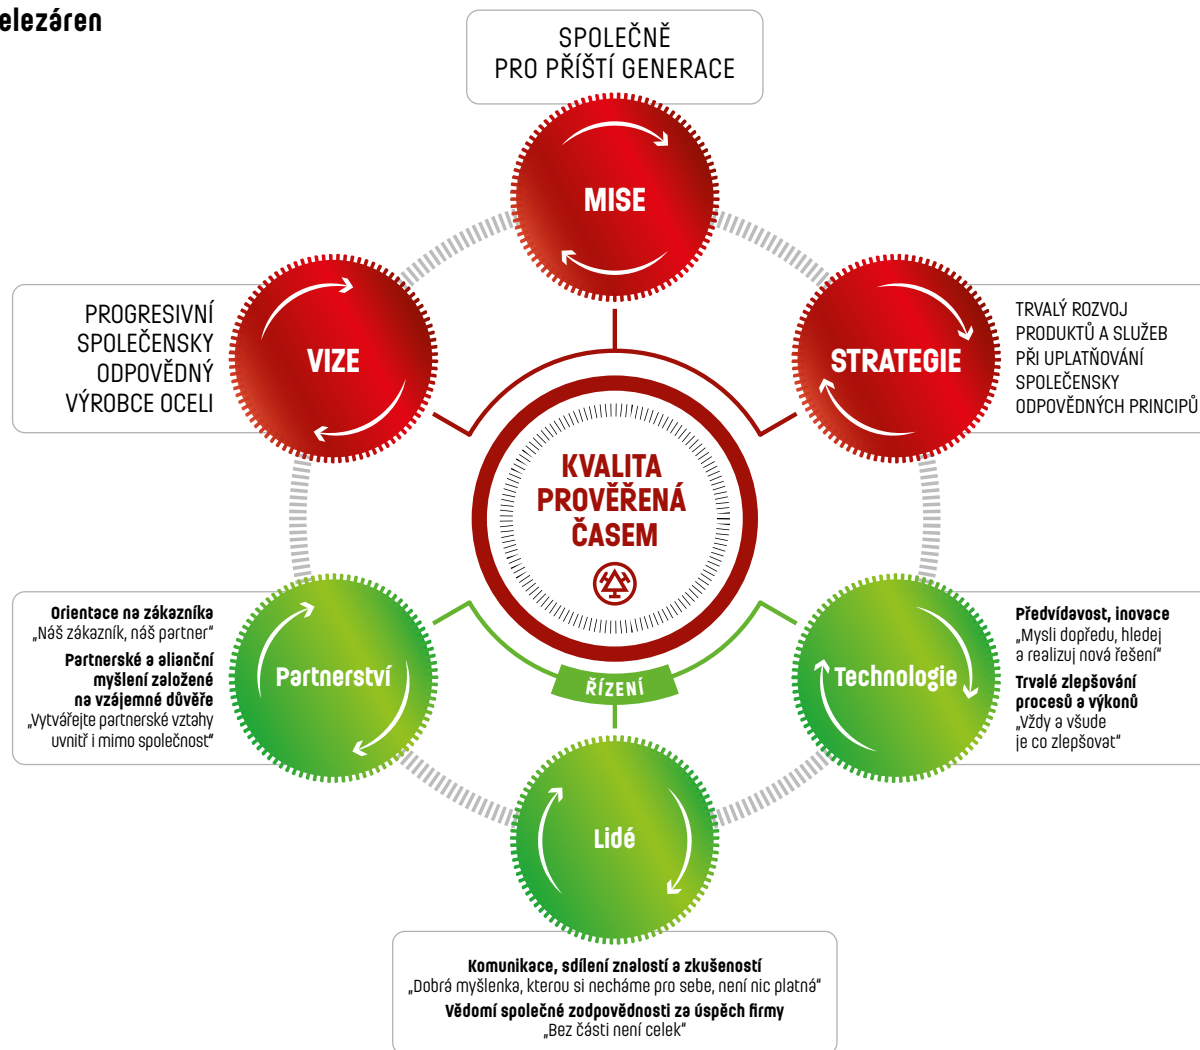 elezáren
SPOLEČNĚ
PRO PŘÍŠTÍ GENERACE
MISE
PROGRESIVNÍ
SPOLEČENSKY
ODPOVĚDNÝ
VÝROBCE OCELI
VIZE
STRATEGIE
TRVALÝ ROZVOJ
PRODUKTŮ A SLUŽEB
PŘI UPLATŇOVÁNÍ
SPOLEČENSKY
ODPOVĚDNÝCH PRINCIPŮ
KVALITA
PROVĚŘENÁ
ČASEM
ŘÍZENÍ
Orientace na zákazníka
„Náš zákazník, náš partner“
Partnerské a alianční
myšlení založené
na vzájemné důvěře
„Vytvářejte partnerské vztahy
uvnitř i mimo společnost“
Partnerství
Technologie
Předvídavost, inovace
„Mysli dopředu, hledej
a realizuj nová řešení“
Trvalé zlepšování
procesů a výkonů
„Vždy a všude
je co zlepšovat“
Lidé
Komunikace, sdílení znalostí a zkušeností
„Dobrá myšlenka, kterou si necháme pro sebe, není nic platná“
Vědomí společné zodpovědnosti za úspěch firmy
„Bez části není celek“